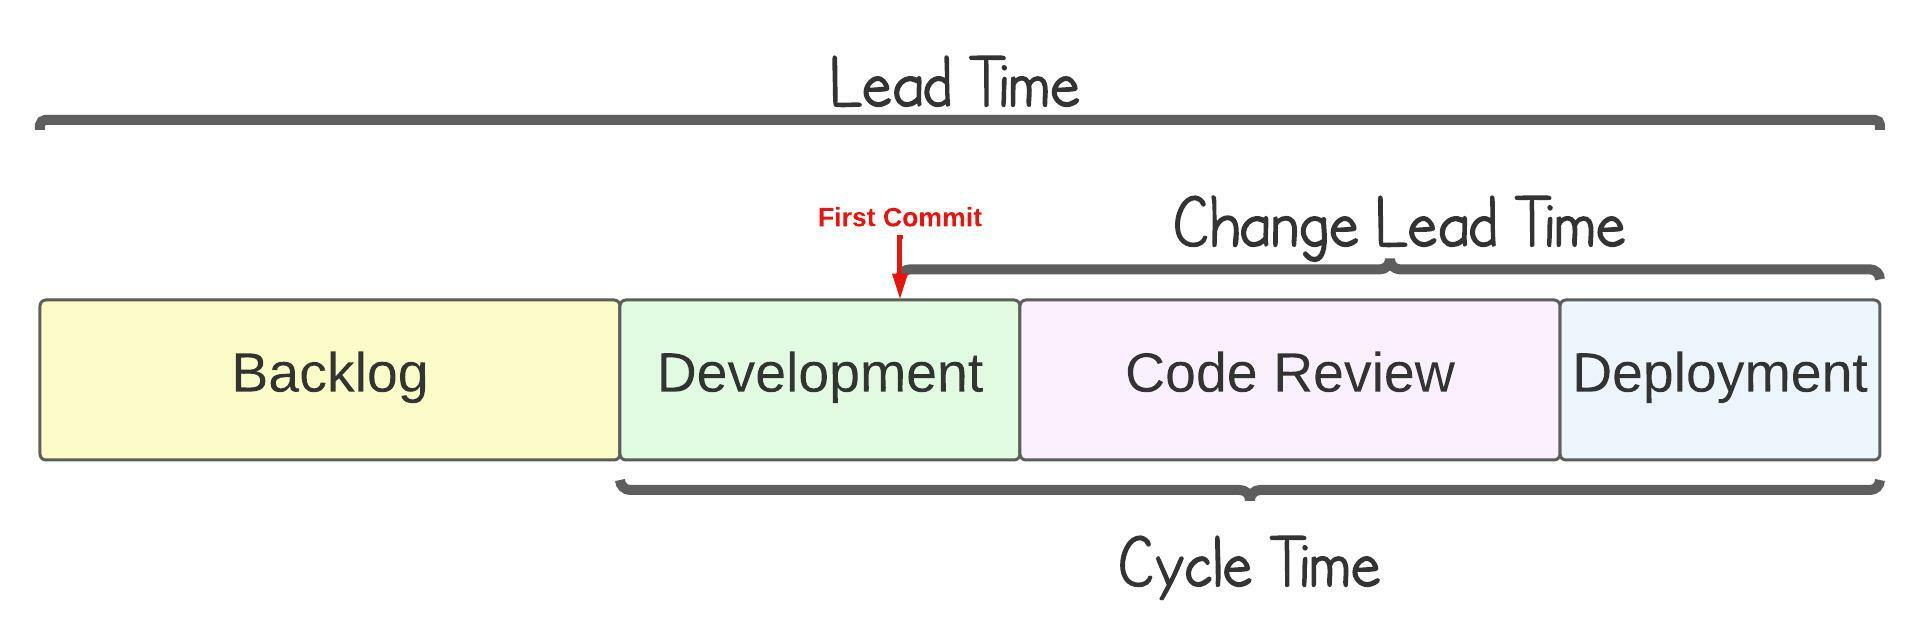 Lead Time
First Commit
Change Lead Time
Backlog
Development
Code Review
Deployment
Cycle Time